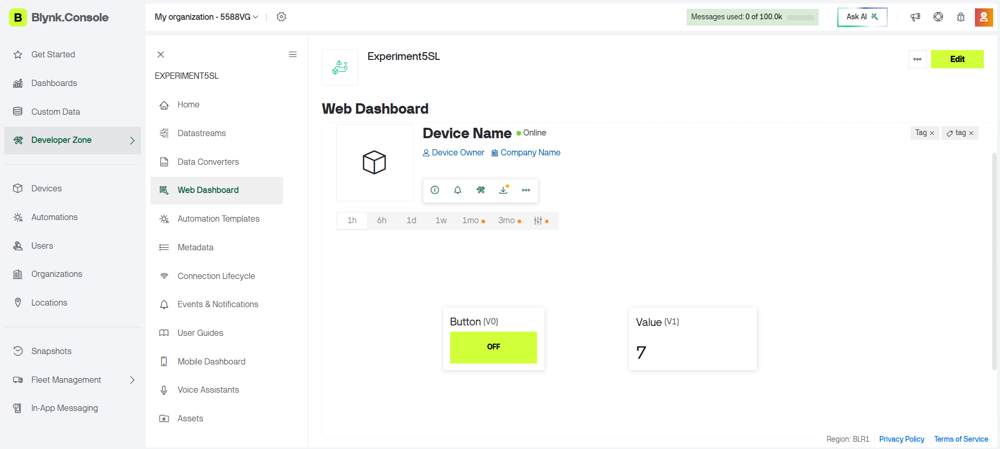 B Blynk.Console
My organization - 5588VG
Messages used: 0 of 100.0k
Ask AI
Get Started
Dashboards
Custom Data
Developer Zone
Devices
Automations
Users
Organizations
Locations
Snapshots
Fleet Management
In-App Messaging
EXPERIMENT5SL
Home
Datastreams
Data Converters
Web Dashboard
Automation Templates
Metadata
Connection Lifecycle
Events & Notifications
User Guides
Mobile Dashboard
Voice Assistants
Assets
Experiment5SL
Edit
Web Dashboard
Device Name Online
Tag × tag ×
Device Owner Company Name
1h 6h 1d 1w 1mo 3mo
Button (V0)
OFF
Value (V1)
7
Region: BLR1 Privacy Policy Terms of Service